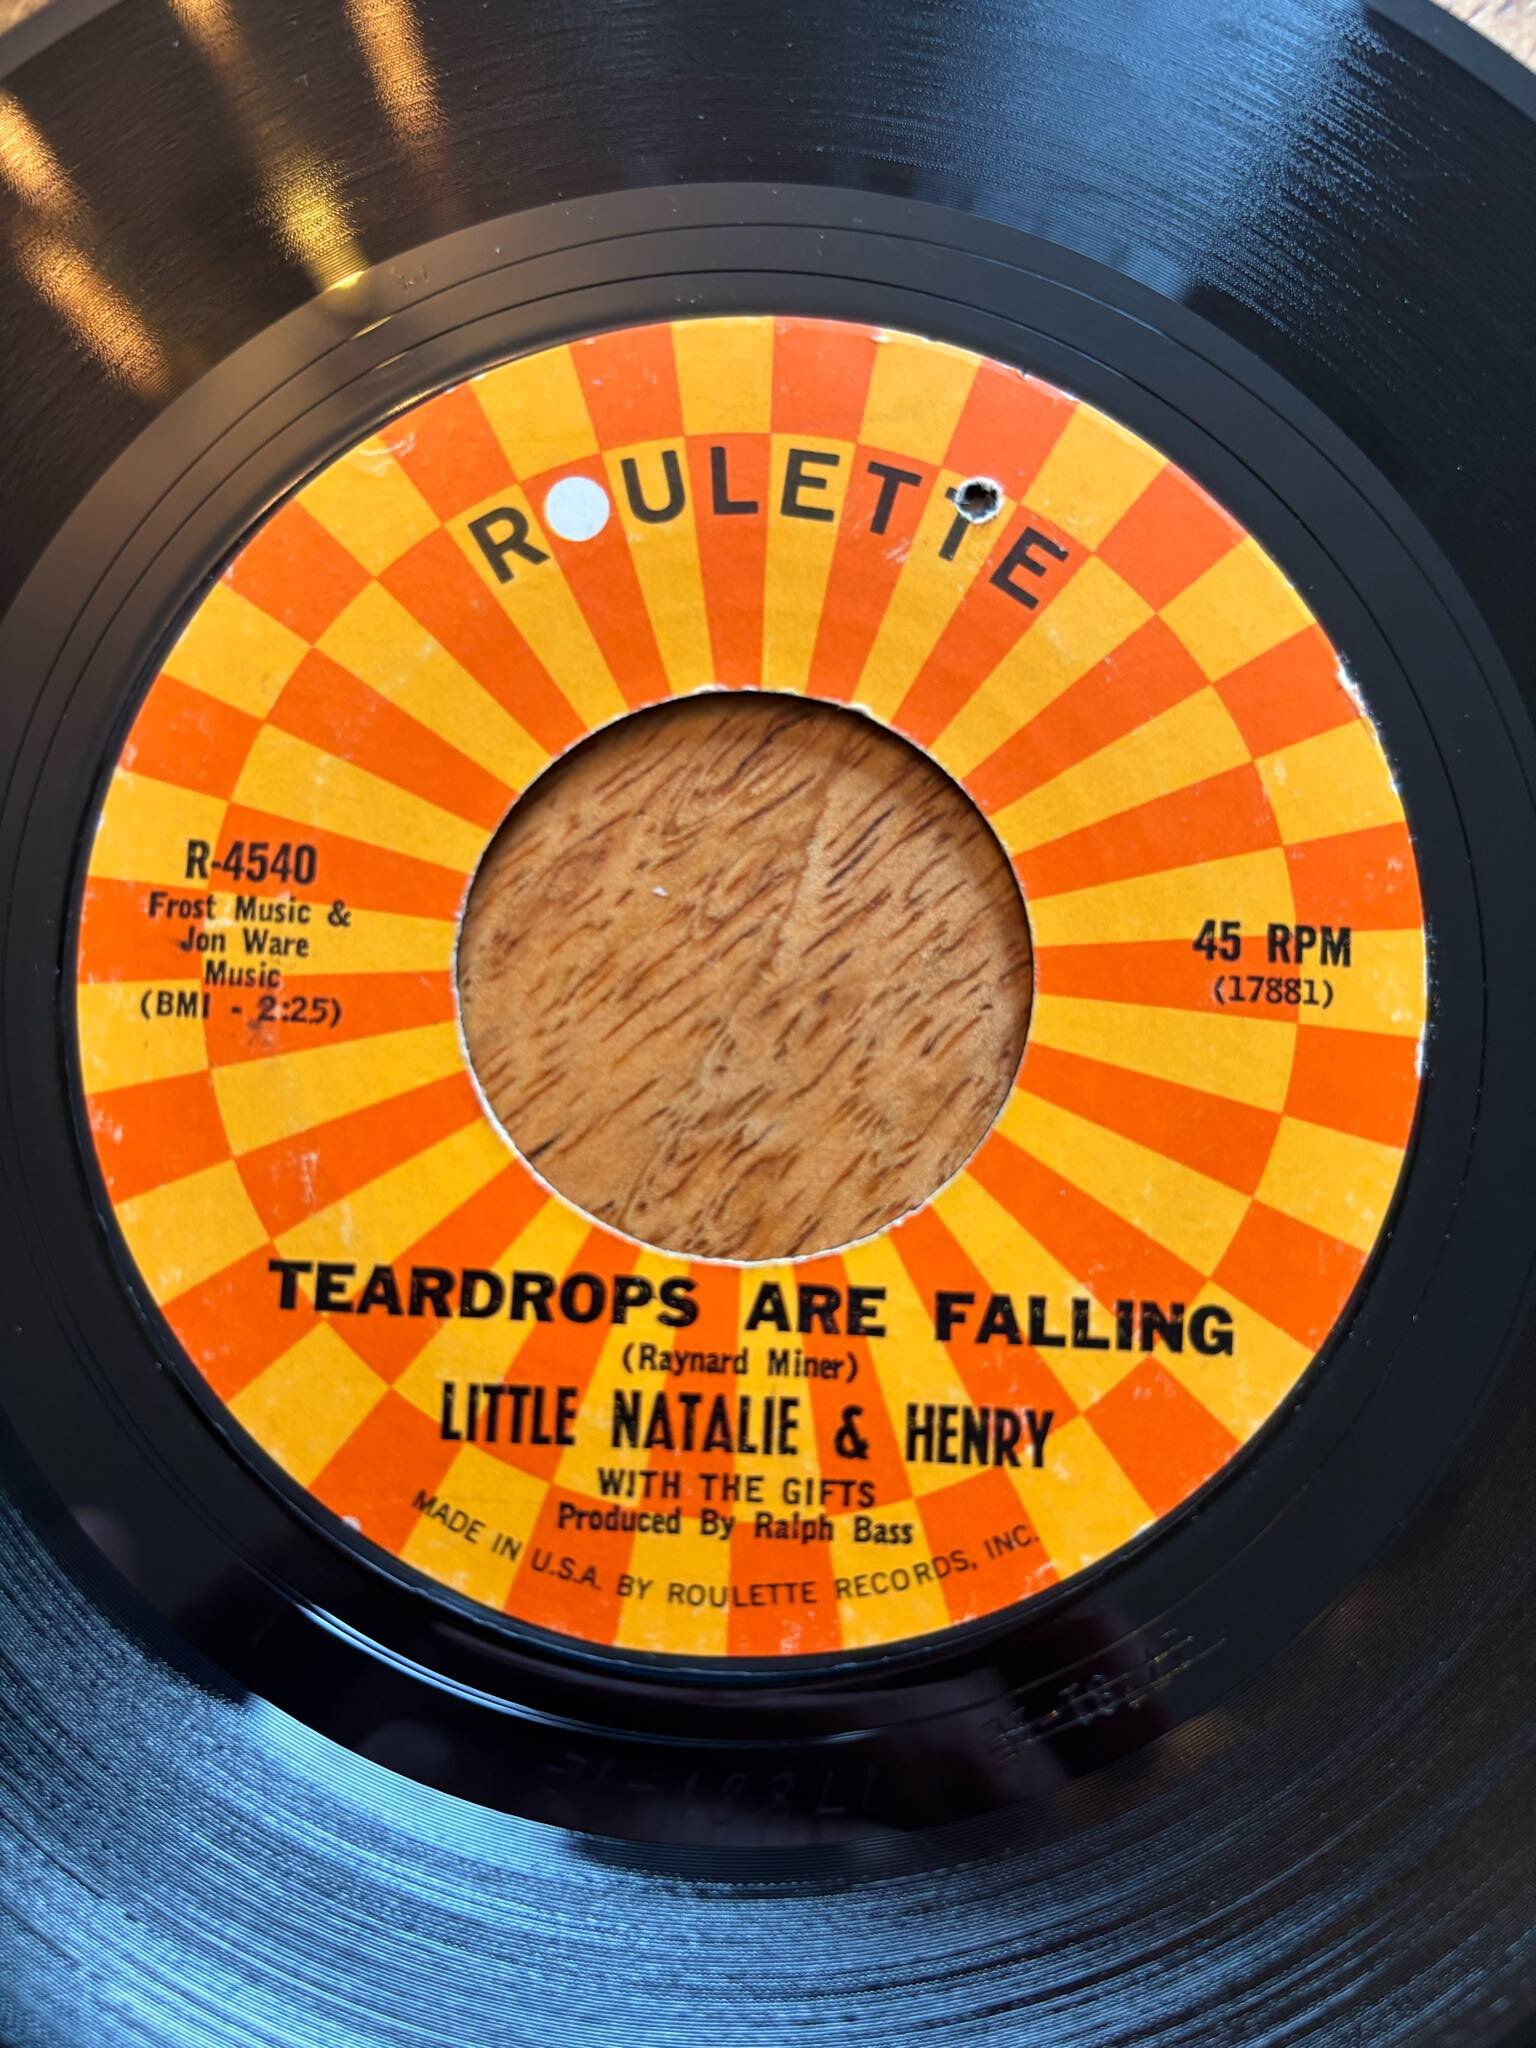 ROULETTE
R-4540
Frost Music &
Jon Ware
Music
(BMI - 2:25)
45 RPM
(17881)
TEARDROPS ARE FALLING
(Raynard Miner)
LITTLE NATALIE & HENRY
WITH THE GIFTS
Produced By Ralph Bass
MADE IN U.S.A. BY ROULETTE RECORDS, INC.